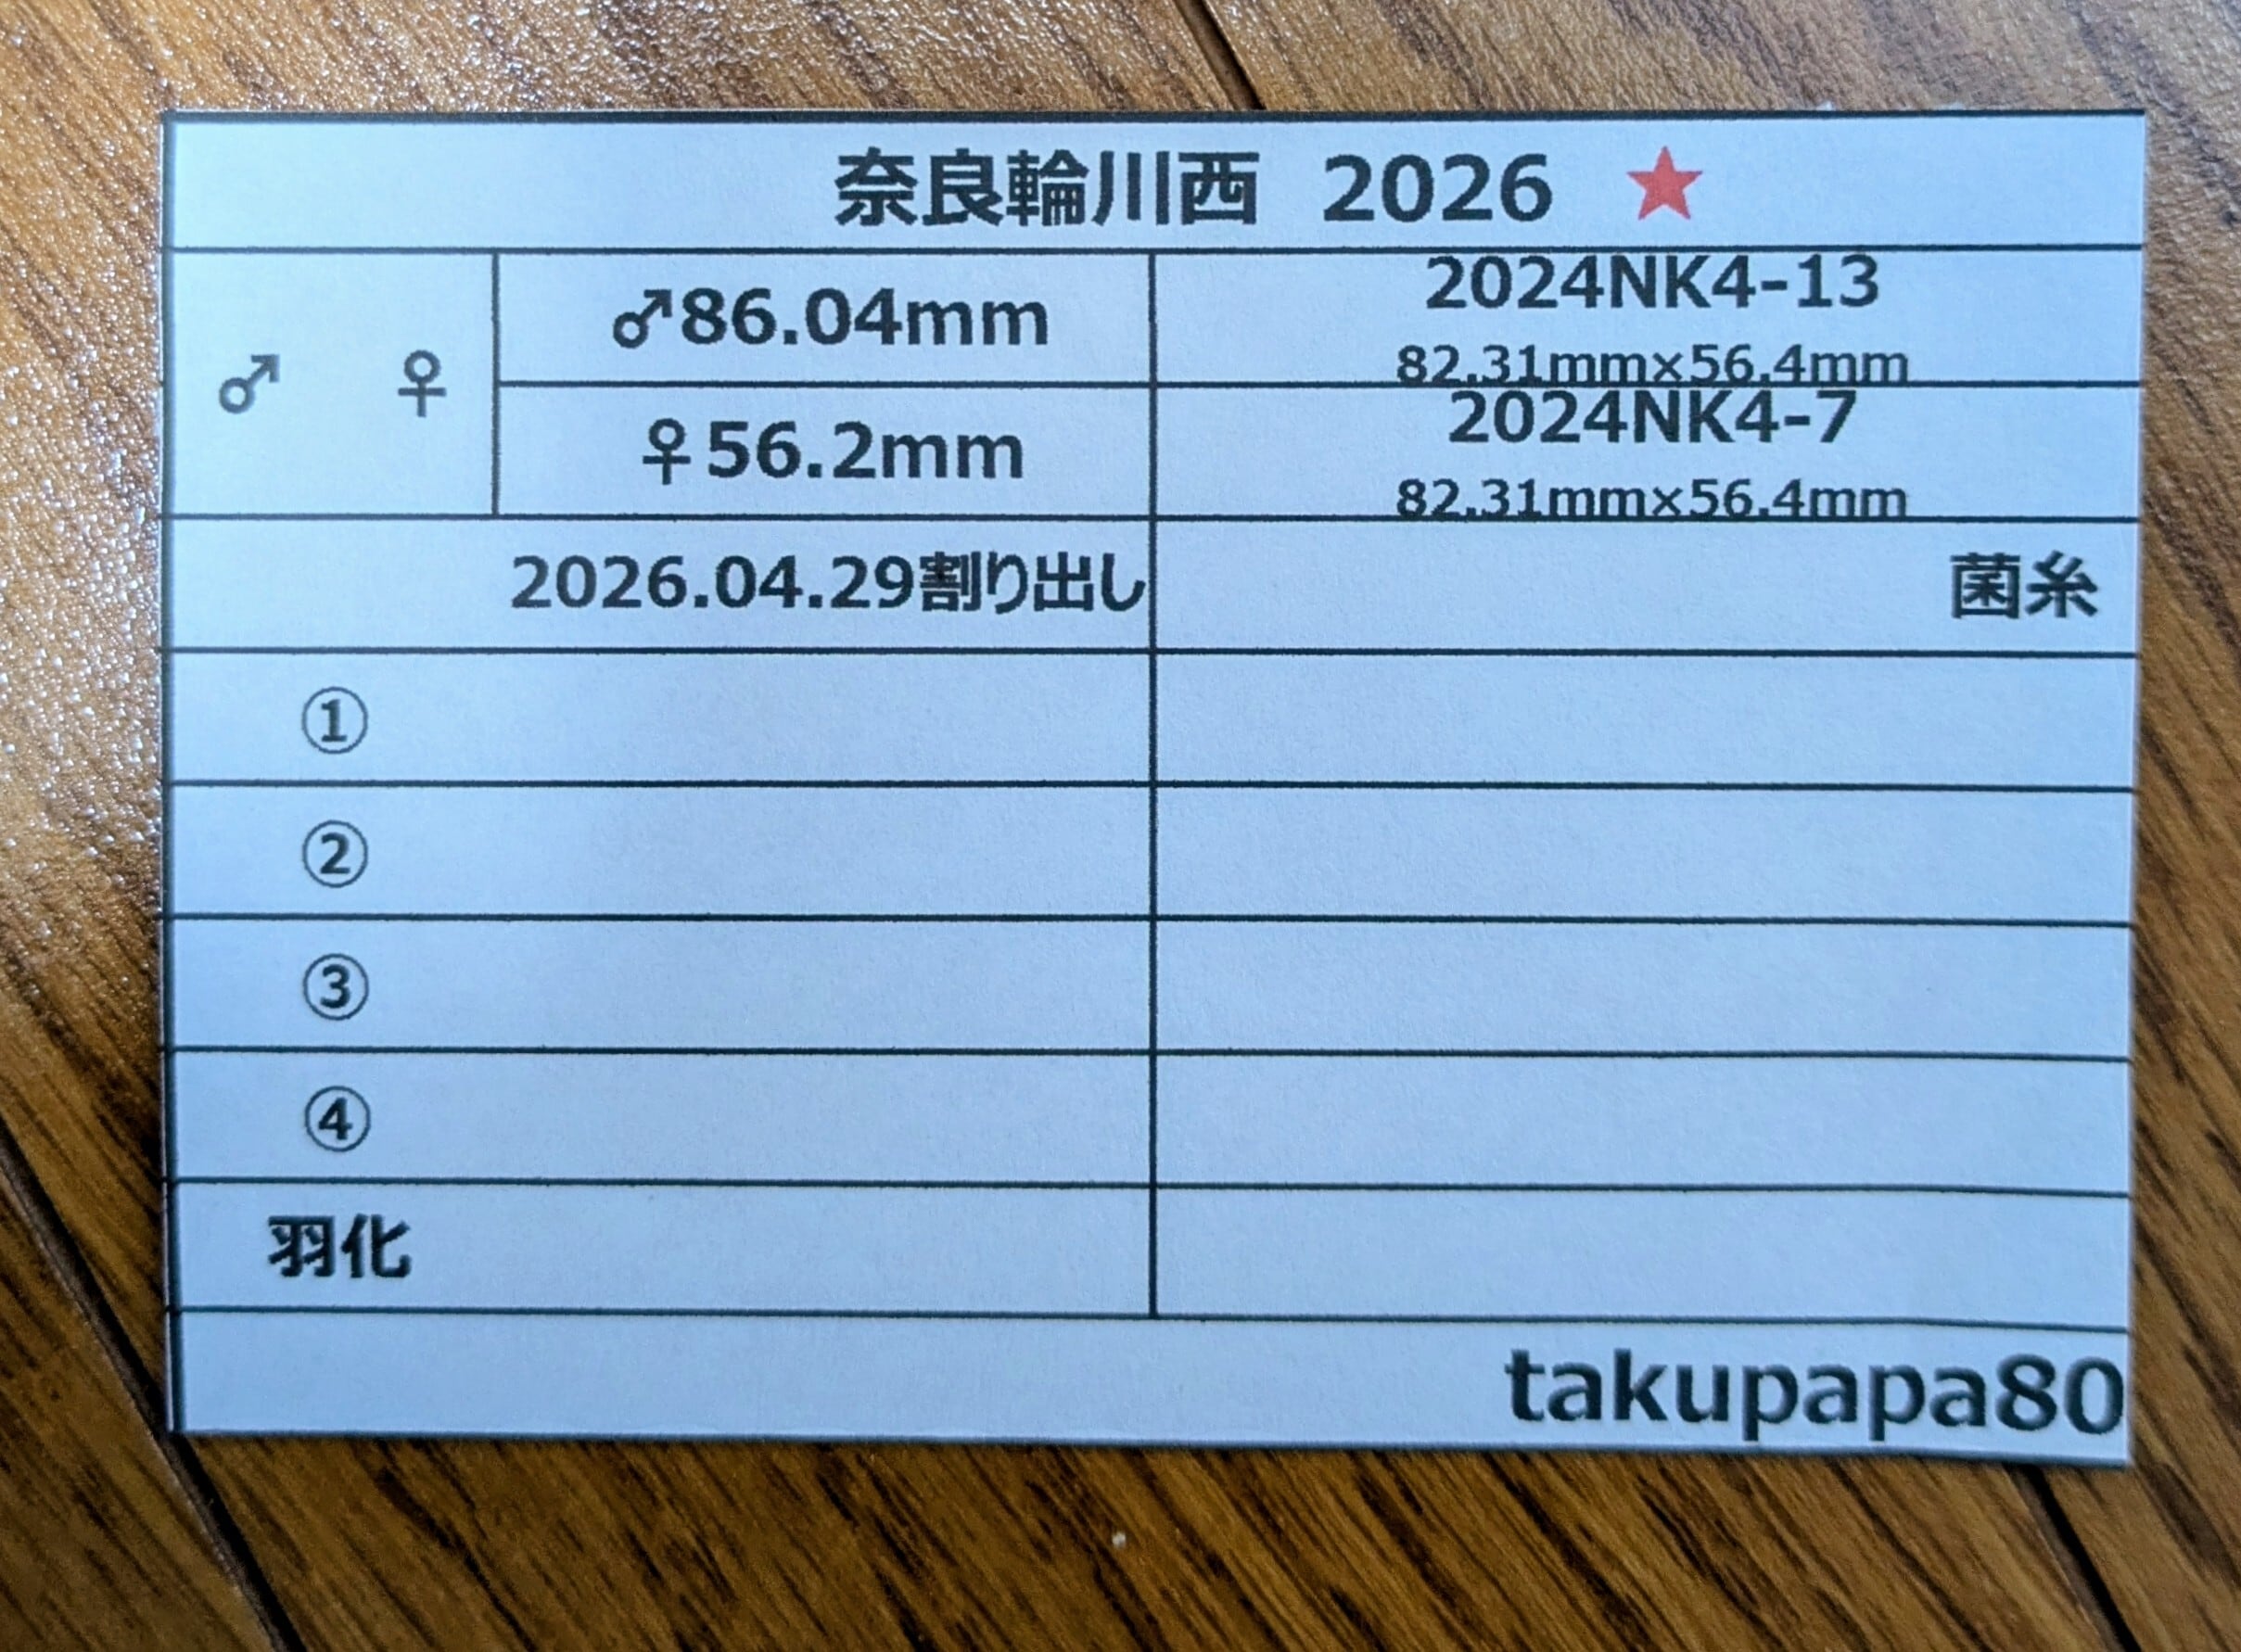 奈良輪川西 2026 ★
♂ ♀
♂86.04mm
2024NK4-13
82.31mm×56.4mm
♀56.2mm
2024NK4-7
82.31mm×56.4mm
2026.04.29割り出し
菌糸
①
②
③
④
羽化
takupapa80